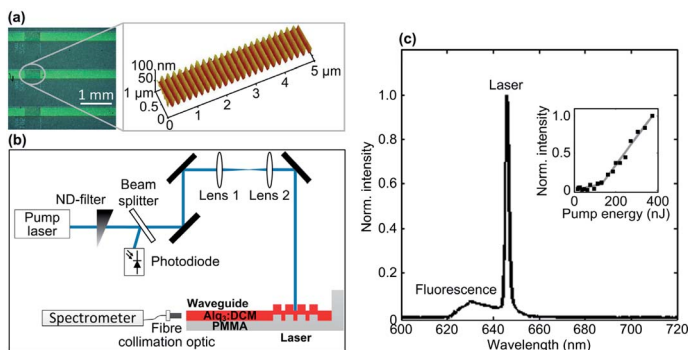 (a)
1 mm
100 nm
50
0
1 µm
0.5
0
0
1
2
3
4
5 µm
(b)
Pump
laser
ND-filter
Beam
splitter
Lens 1
Lens 2
Photodiode
Spectrometer
Fibre
collimation optic
Waveguide
Alq₃:DCM
PMMA
Laser
(c)
Norm. intensity
1.0
0.8
0.6
0.4
0.2
0
600
620
640
660
680
700
720
Wavelength (nm)
Laser
Fluorescence
Norm. intensity
1.0
0.5
0
0
200
400
Pump energy (nJ)